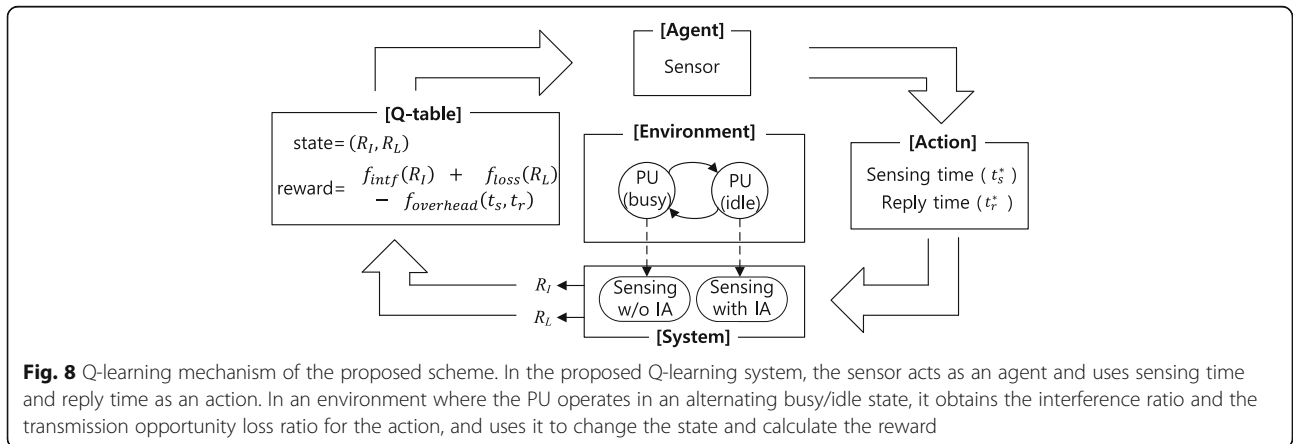 [Agent]
Sensor
[Q-table]
state= (R_I, R_L)
reward= f_intf(R_I) + f_loss(R_L)
− f_overhead(t_s, t_r)
[Environment]
PU
(busy)
PU
(idle)
[Action]
Sensing time ( t_s^* )
Reply time ( t_r^* )
R_I
R_L
Sensing
w/o IA
Sensing
with IA
[System]
Fig. 8 Q-learning mechanism of the proposed scheme. In the proposed Q-learning system, the sensor acts as an agent and uses sensing time
and reply time as an action. In an environment where the PU operates in an alternating busy/idle state, it obtains the interference ratio and the
transmission opportunity loss ratio for the action, and uses it to change the state and calculate the reward